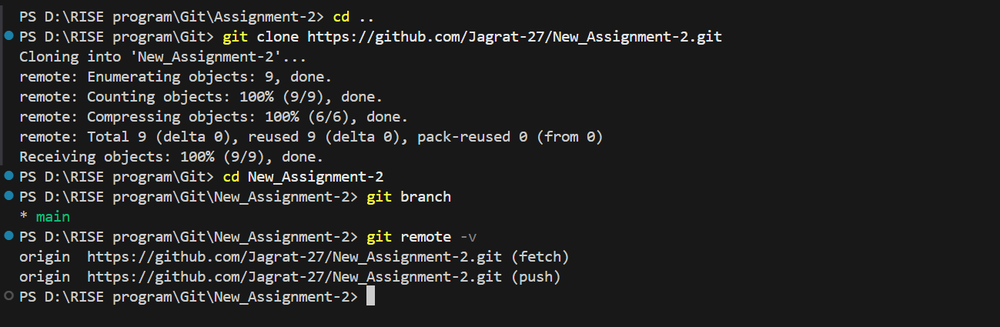 PS D:\RISE program\Git\Assignment-2> cd ..
PS D:\RISE program\Git> git clone https://github.com/Jagrat-27/New_Assignment-2.git
Cloning into 'New_Assignment-2'...
remote: Enumerating objects: 9, done.
remote: Counting objects: 100% (9/9), done.
remote: Compressing objects: 100% (6/6), done.
remote: Total 9 (delta 0), reused 9 (delta 0), pack-reused 0 (from 0)
Receiving objects: 100% (9/9), done.
PS D:\RISE program\Git> cd New_Assignment-2
PS D:\RISE program\Git\New_Assignment-2> git branch
* main
PS D:\RISE program\Git\New_Assignment-2> git remote -v
origin  https://github.com/Jagrat-27/New_Assignment-2.git (fetch)
origin  https://github.com/Jagrat-27/New_Assignment-2.git (push)
PS D:\RISE program\Git\New_Assignment-2>